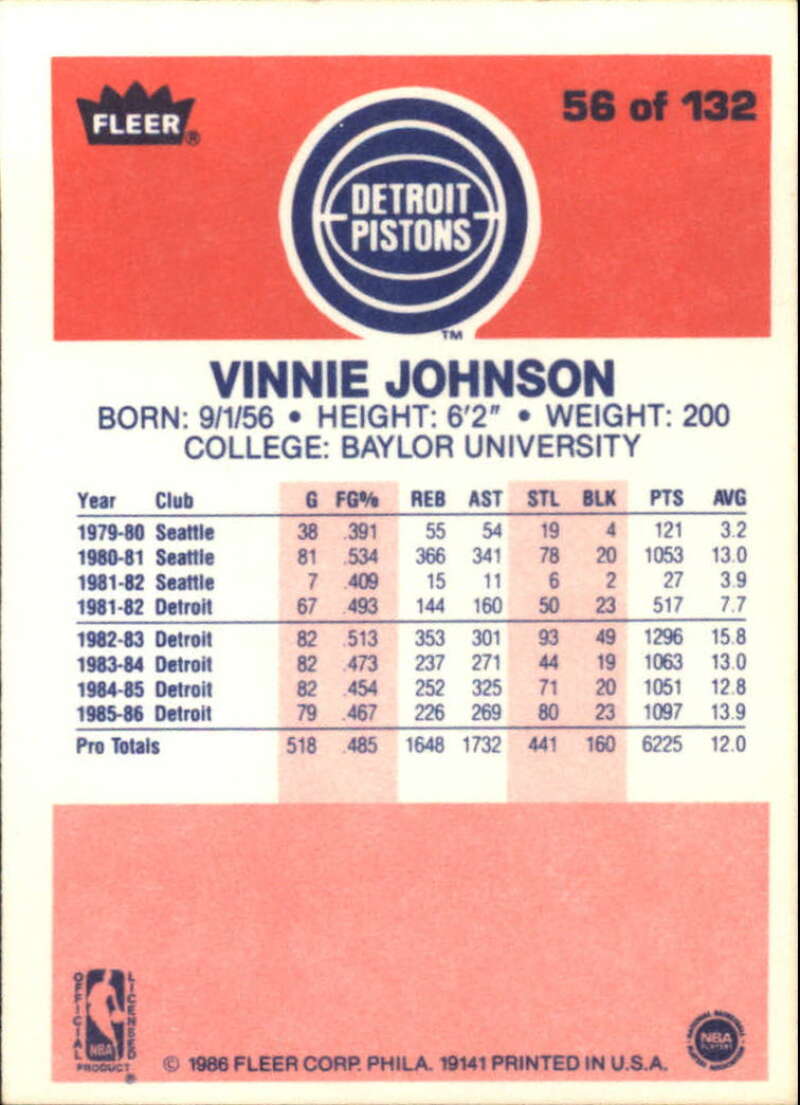 FLEER®
56 of 132
DETROIT
PISTONS
TM
VINNIE JOHNSON
BORN: 9/1/56 • HEIGHT: 6'2" • WEIGHT: 200
COLLEGE: BAYLOR UNIVERSITY
Year Club G FG% REB AST STL BLK PTS AVG
1979-80 Seattle 38 .391 55 54 19 4 121 3.2
1980-81 Seattle 81 .534 366 341 78 20 1053 13.0
1981-82 Seattle 7 .409 15 11 6 2 27 3.9
1981-82 Detroit 67 .493 144 160 50 23 517 7.7
1982-83 Detroit 82 .513 353 301 93 49 1296 15.8
1983-84 Detroit 82 .473 237 271 44 19 1063 13.0
1984-85 Detroit 82 .454 252 325 71 20 1051 12.8
1985-86 Detroit 79 .467 226 269 80 23 1097 13.9
Pro Totals 518 .485 1648 1732 441 160 6225 12.0
OFFICIAL
LICENSED
NBA
PRODUCT
®
© 1986 FLEER CORP. PHILA. 19141 PRINTED IN U.S.A.
NATIONAL BASKETBALL
NBA
PLAYERS
PLAYERS ASSOCIATION